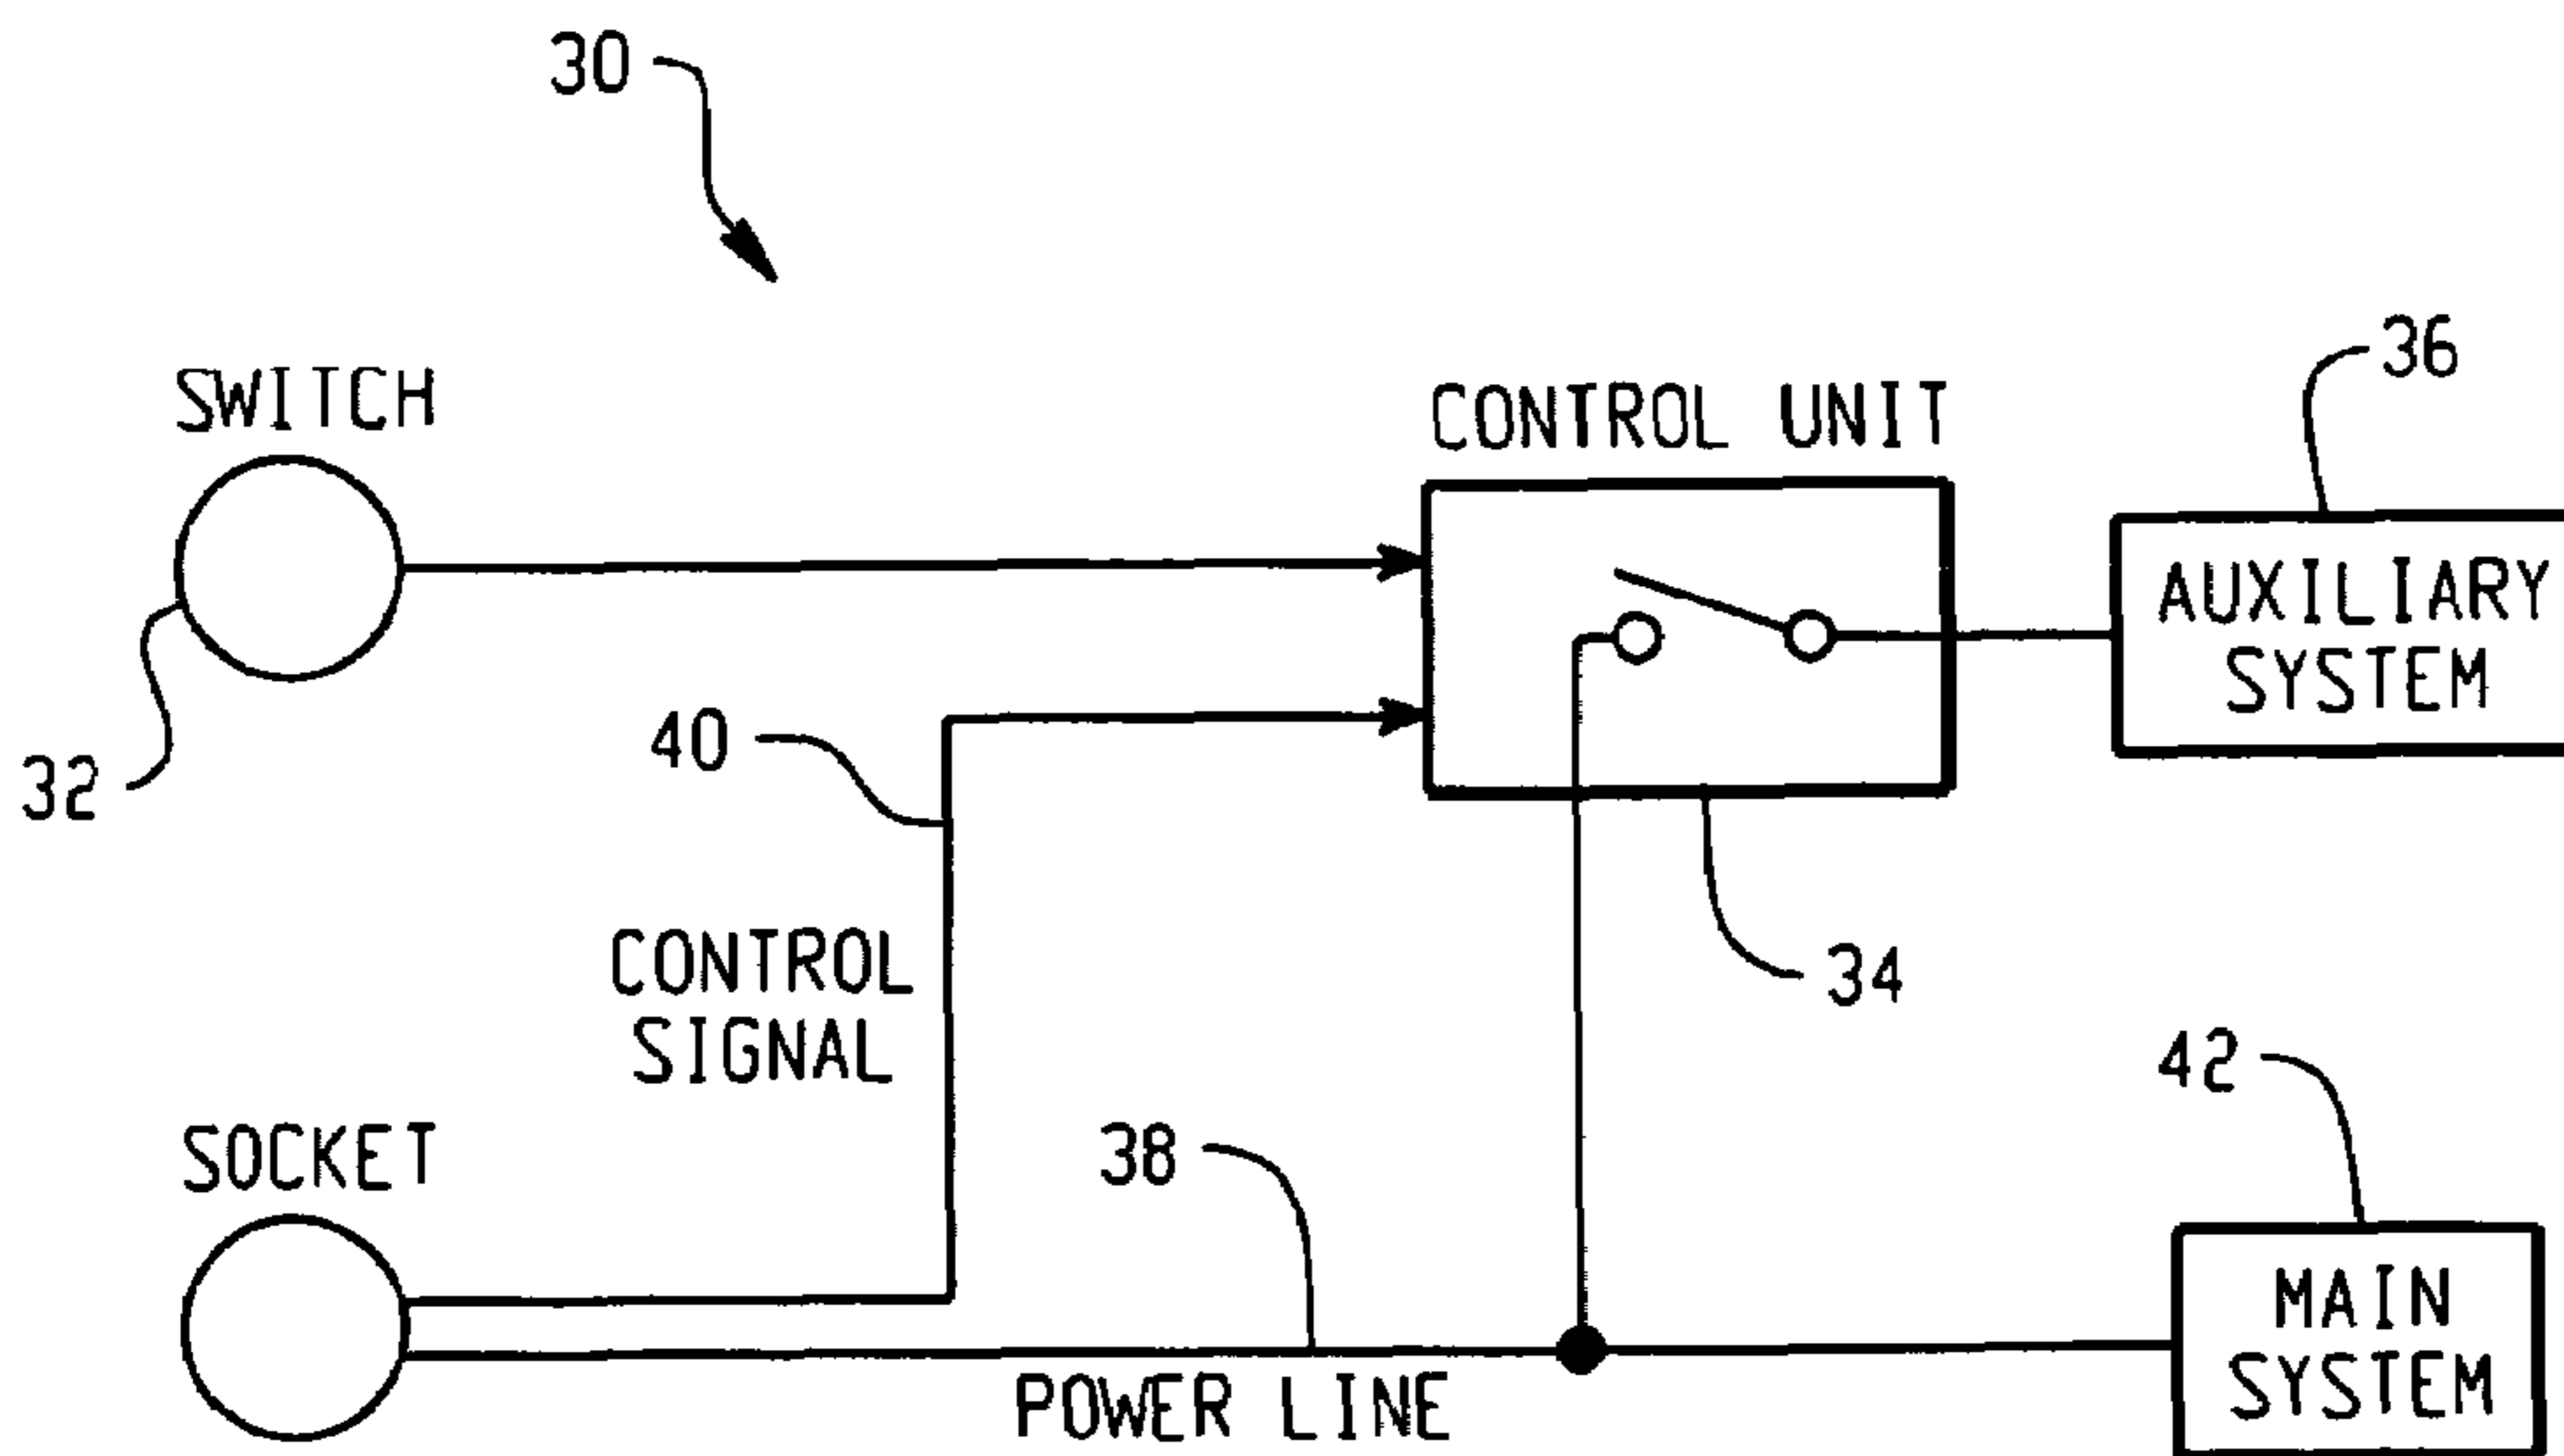 30
36
SWITCH
CONTROL UNIT
AUXILIARY
SYSTEM
40
32
CONTROL
SIGNAL
34
42
38
SOCKET
MAIN
SYSTEM
POWER LINE